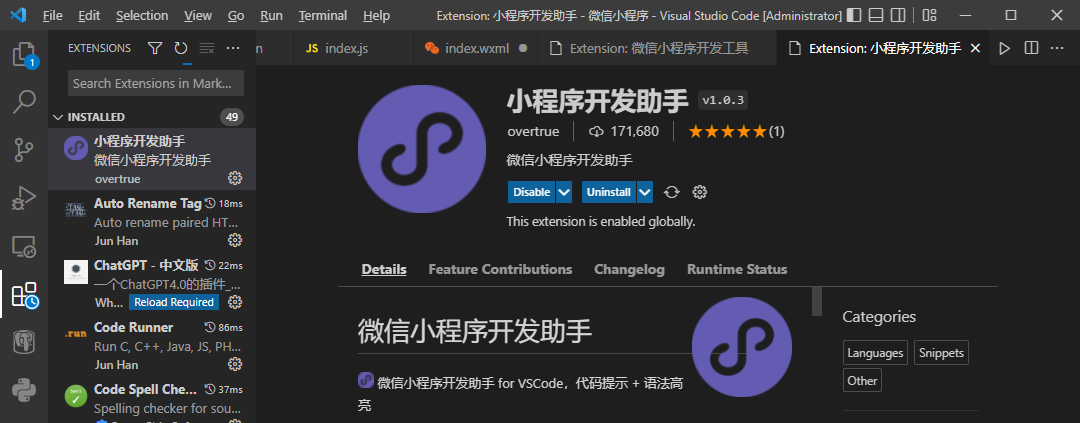 File Edit Selection View Go Run Terminal Help Extension: 小程序开发助手 - 微信小程序 - Visual Studio Code [Administrator]
EXTENSIONS
n JS index.js index.wxml Extension: 微信小程序开发工具 Extension: 小程序开发助手
1
Search Extensions in Mark...
INSTALLED 49
小程序开发助手
微信小程序开发助手
overtrue
Auto Rename Tag 18ms
Auto rename paired HT...
Jun Han
ChatGPT - 中文版 22ms
一个ChatGPT4.0的插件_...
Wh... Reload Required
Code Runner 86ms
.run
Run C, C++, Java, JS, PH...
Jun Han
Code Spell Che... 37ms
Spelling checker for sou...
小程序开发助手 v1.0.3
overtrue 171,680 (1)
微信小程序开发助手
Disable Uninstall
This extension is enabled globally.
Details Feature Contributions Changelog Runtime Status
微信小程序开发助手
微信小程序开发助手 for VSCode，代码提示 + 语法高
亮
Categories
Languages Snippets
Other